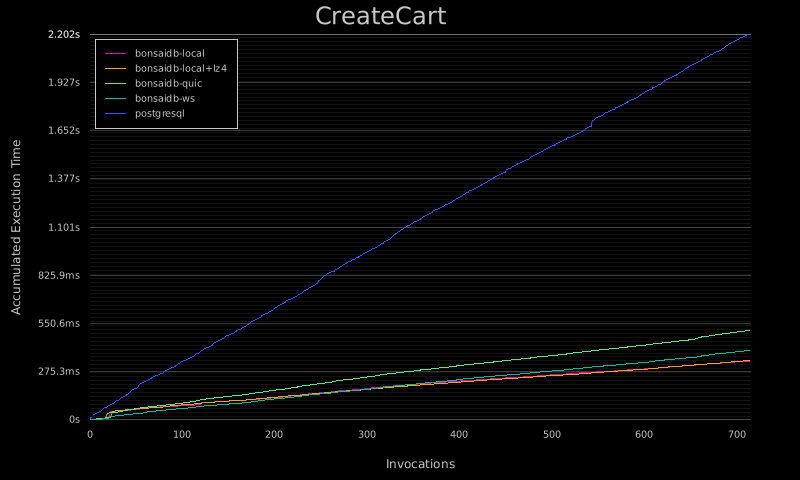 CreateCart
2.202s
1.927s
1.652s
1.377s
1.101s
825.9ms
550.6ms
275.3ms
0s
Accumulated Execution Time
bonsaidb-local
bonsaidb-local+lz4
bonsaidb-quic
bonsaidb-ws
postgresql
0 100 200 300 400 500 600 700
Invocations